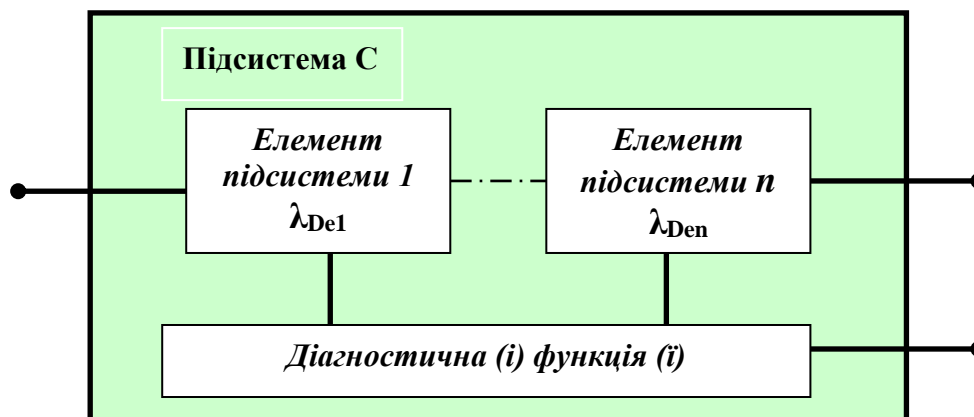 Підсистема С
Елемент
підсистеми 1
λDe1
Елемент
підсистеми n
λDen
Діагностична (і) функція (ї)